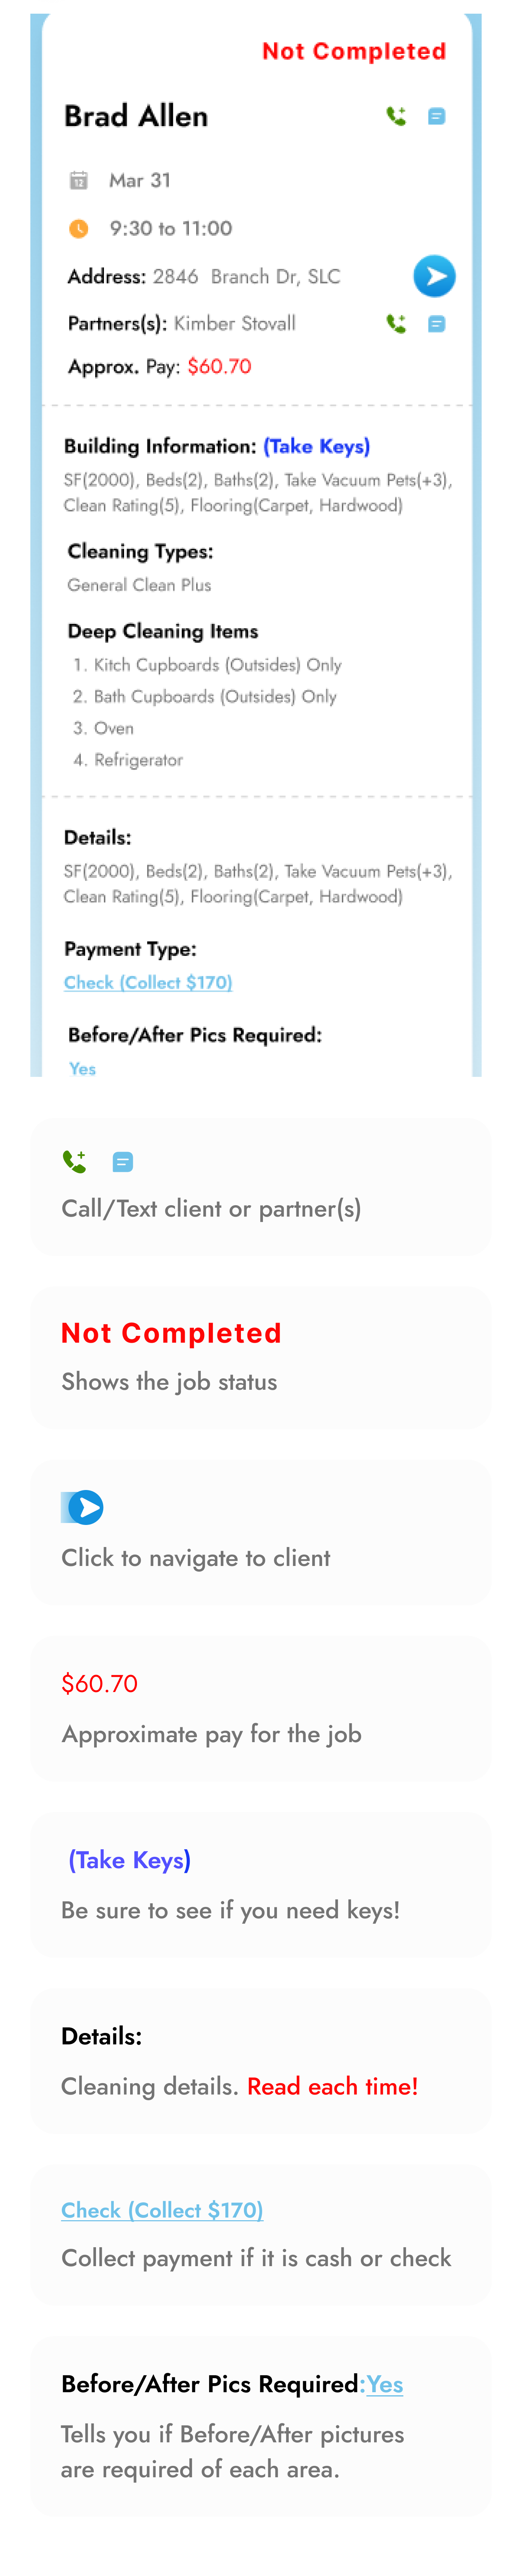 Not Completed
Brad Allen
12
Mar 31
9:30 to 11:00
Address: 2846 Branch Dr, SLC
Partners(s): Kimber Stovall
Approx. Pay: $60.70
Building Information: (Take Keys)
SF(2000), Beds(2), Baths(2), Take Vacuum Pets(+3),
Clean Rating(5), Flooring(Carpet, Hardwood)
Cleaning Types:
General Clean Plus
Deep Cleaning Items
1. Kitch Cupboards (Outsides) Only
2. Bath Cupboards (Outsides) Only
3. Oven
4. Refrigerator
Details:
SF(2000), Beds(2), Baths(2), Take Vacuum Pets(+3),
Clean Rating(5), Flooring(Carpet, Hardwood)
Payment Type:
Check (Collect $170)
Before/After Pics Required:
Yes
Call/Text client or partner(s)
Not Completed
Shows the job status
Click to navigate to client
$60.70
Approximate pay for the job
(Take Keys)
Be sure to see if you need keys!
Details:
Cleaning details. Read each time!
Check (Collect $170)
Collect payment if it is cash or check
Before/After Pics Required:Yes
Tells you if Before/After pictures
are required of each area.